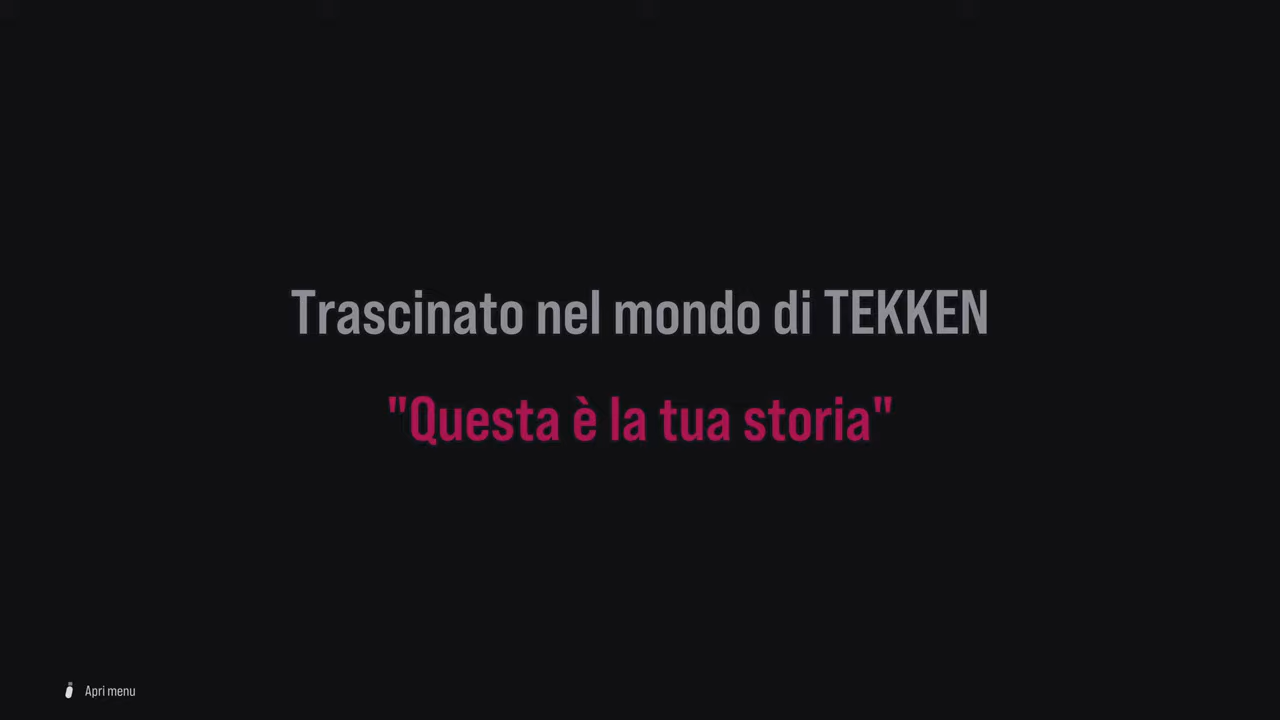 Trascinato nel mondo di TEKKEN
"Questa è la tua storia"
Apri menu